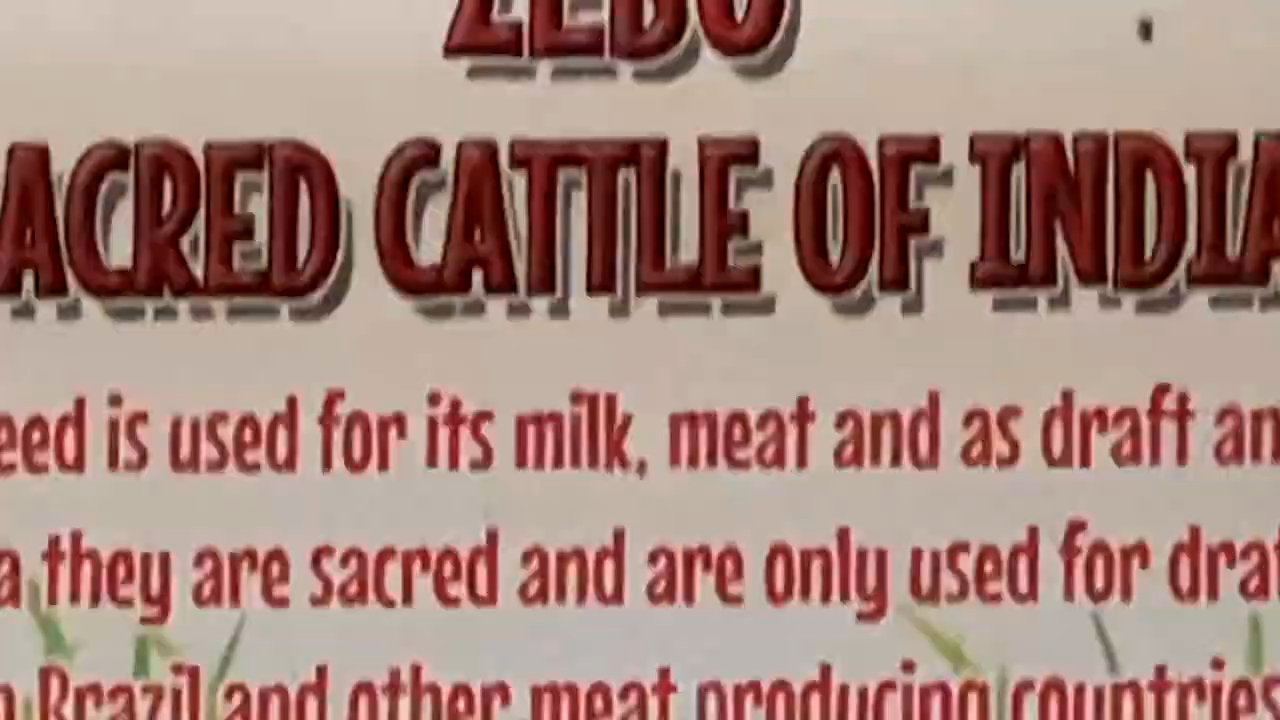 ZEBU
ACRED CATTLE OF INDIA
eed is used for its milk, meat and as draft an
a they are sacred and are only used for draf
n Brazil and other meat producing countries